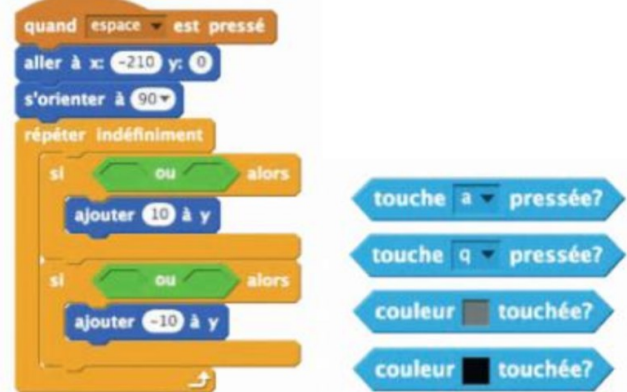 quand espace est pressé
aller à x: -210 y: 0
s'orienter à 90
répéter indéfiniment
si ou alors
ajouter 10 à y
si ou alors
ajouter -10 à y
touche a pressée?
touche q pressée?
couleur touchée?
couleur touchée?